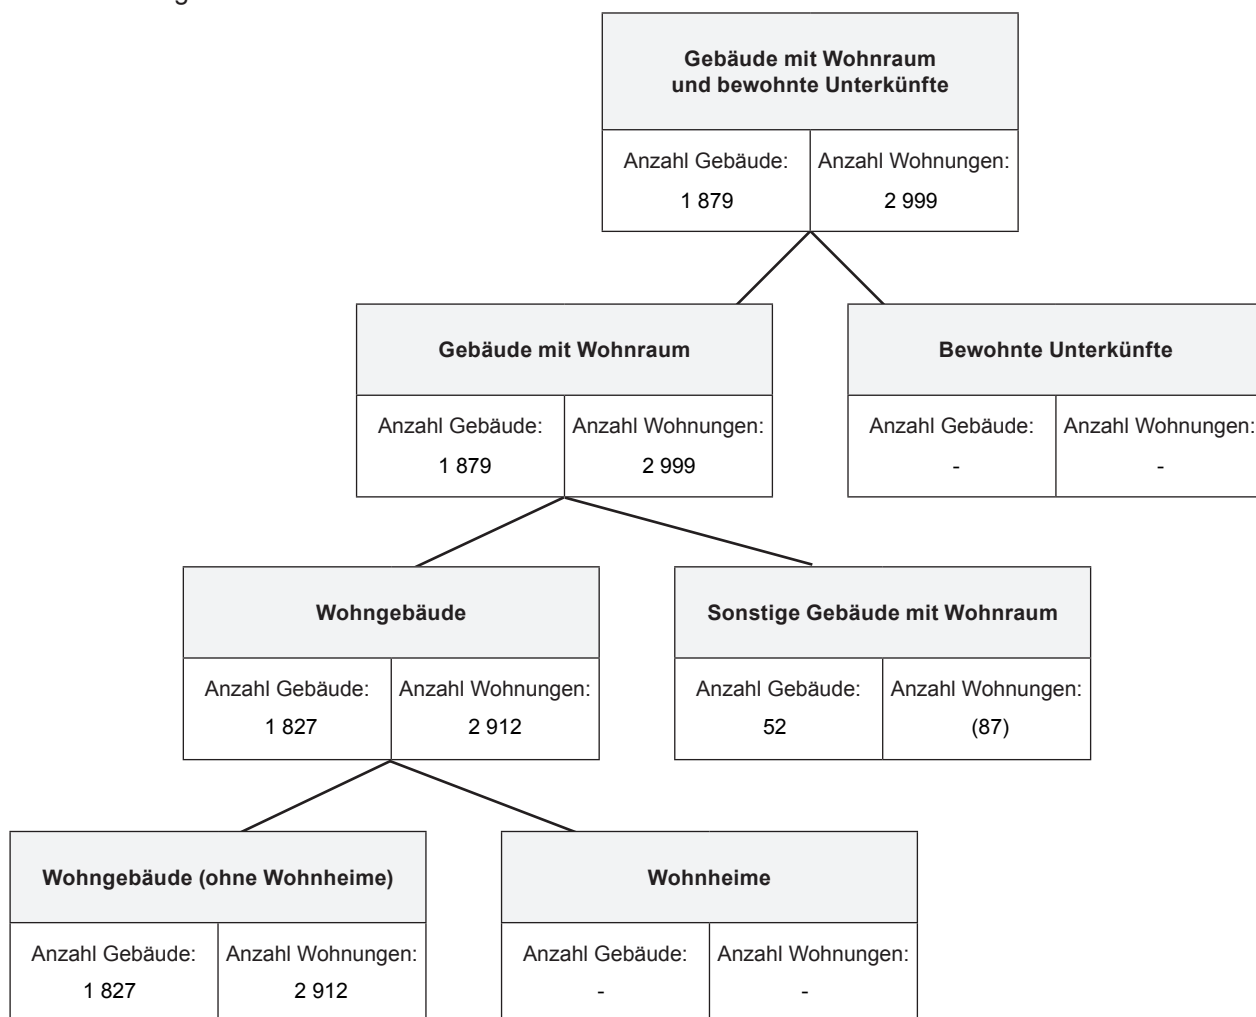 Gebäude mit Wohnraum
und bewohnte Unterkünfte
Anzahl Gebäude: Anzahl Wohnungen:
1 879 2 999
Gebäude mit Wohnraum
Anzahl Gebäude: Anzahl Wohnungen:
1 879 2 999
Bewohnte Unterkünfte
Anzahl Gebäude: Anzahl Wohnungen:
- -
Wohngebäude
Anzahl Gebäude: Anzahl Wohnungen:
1 827 2 912
Sonstige Gebäude mit Wohnraum
Anzahl Gebäude: Anzahl Wohnungen:
52 (87)
Wohngebäude (ohne Wohnheime)
Anzahl Gebäude: Anzahl Wohnungen:
1 827 2 912
Wohnheime
Anzahl Gebäude: Anzahl Wohnungen:
- -